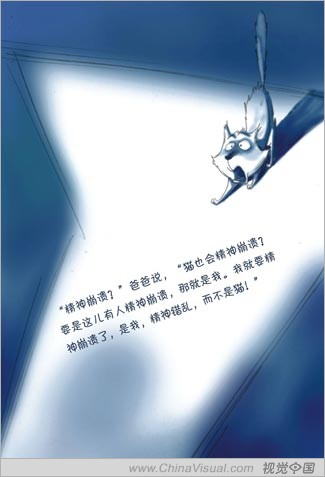 “精神崩溃？”爸爸说，“猫也会精神崩溃？
要是这儿有人精神崩溃，那就是我。我就要精
神崩溃了，是我，精神错乱，而不是猫！”
www.ChinaVisual.com 视觉中国